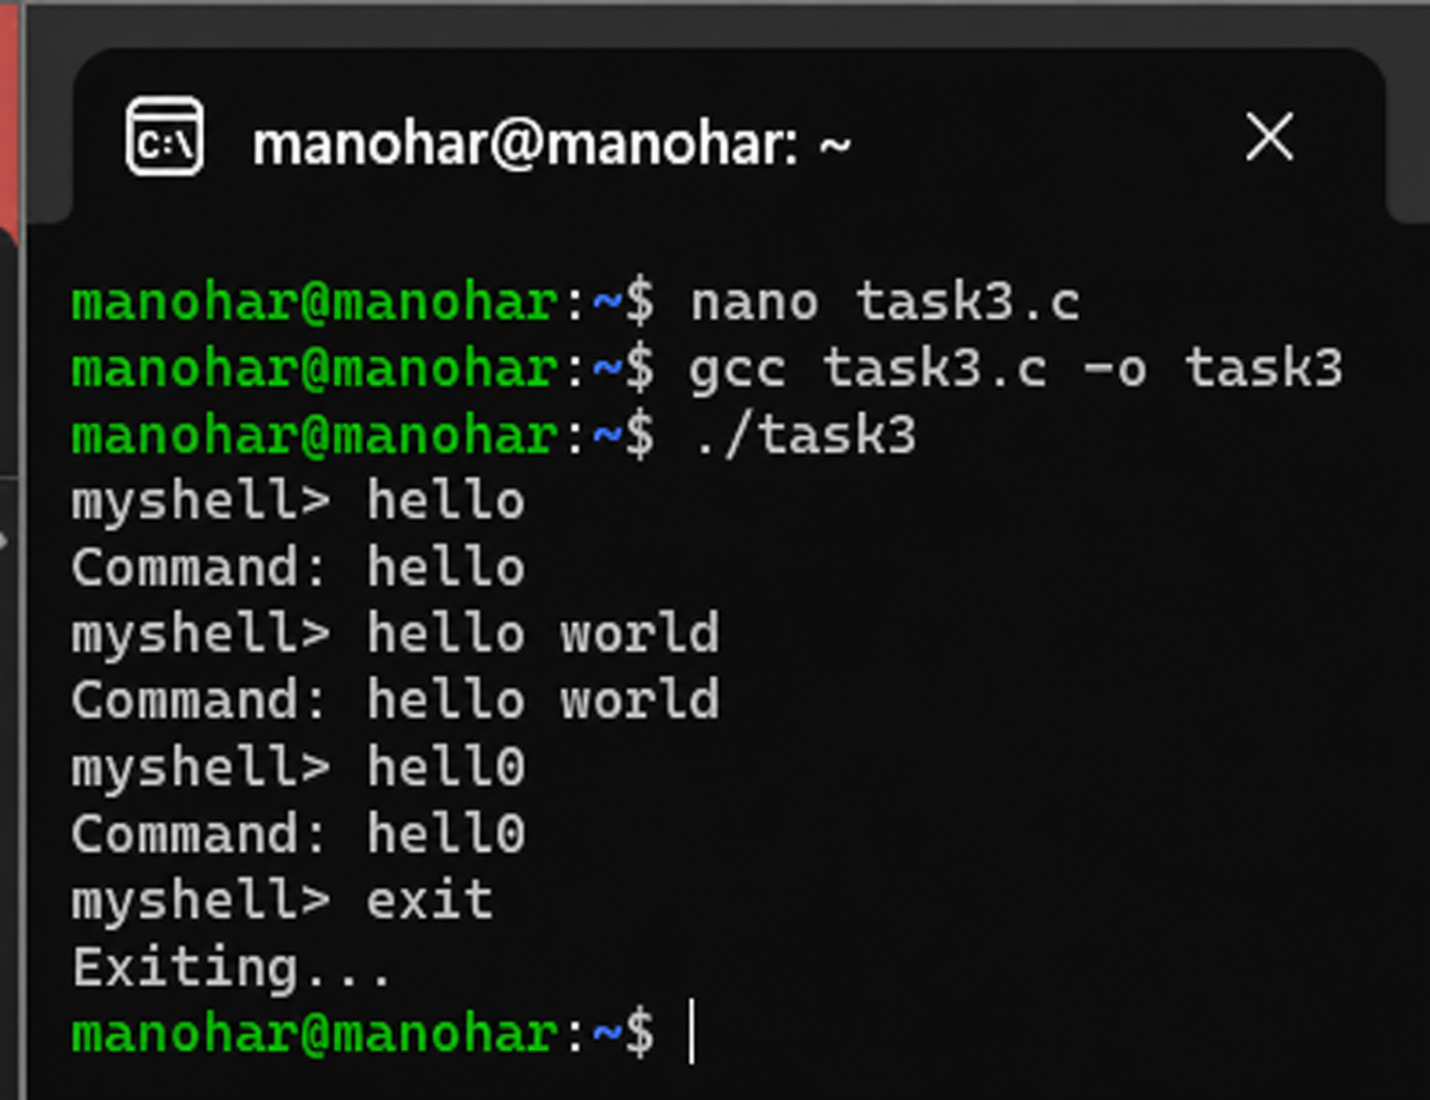 C:\ manohar@manohar: ~
manohar@manohar:~$ nano task3.c
manohar@manohar:~$ gcc task3.c -o task3
manohar@manohar:~$ ./task3
myshell> hello
Command: hello
myshell> hello world
Command: hello world
myshell> hell0
Command: hell0
myshell> exit
Exiting...
manohar@manohar:~$